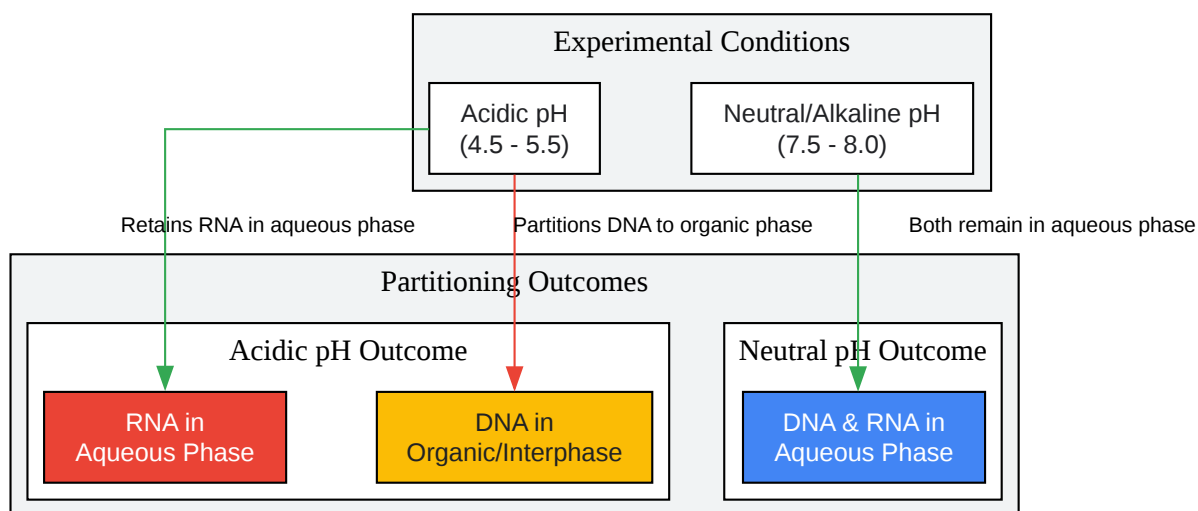 Experimental Conditions
Acidic pH
(4.5 - 5.5)
Neutral/Alkaline pH
(7.5 - 8.0)
Retains RNA in aqueous phase
Partitions DNA to organic phase
Both remain in aqueous phase
Partitioning Outcomes
Acidic pH Outcome
Neutral pH Outcome
RNA in
Aqueous Phase
DNA in
Organic/Interphase
DNA & RNA in
Aqueous Phase